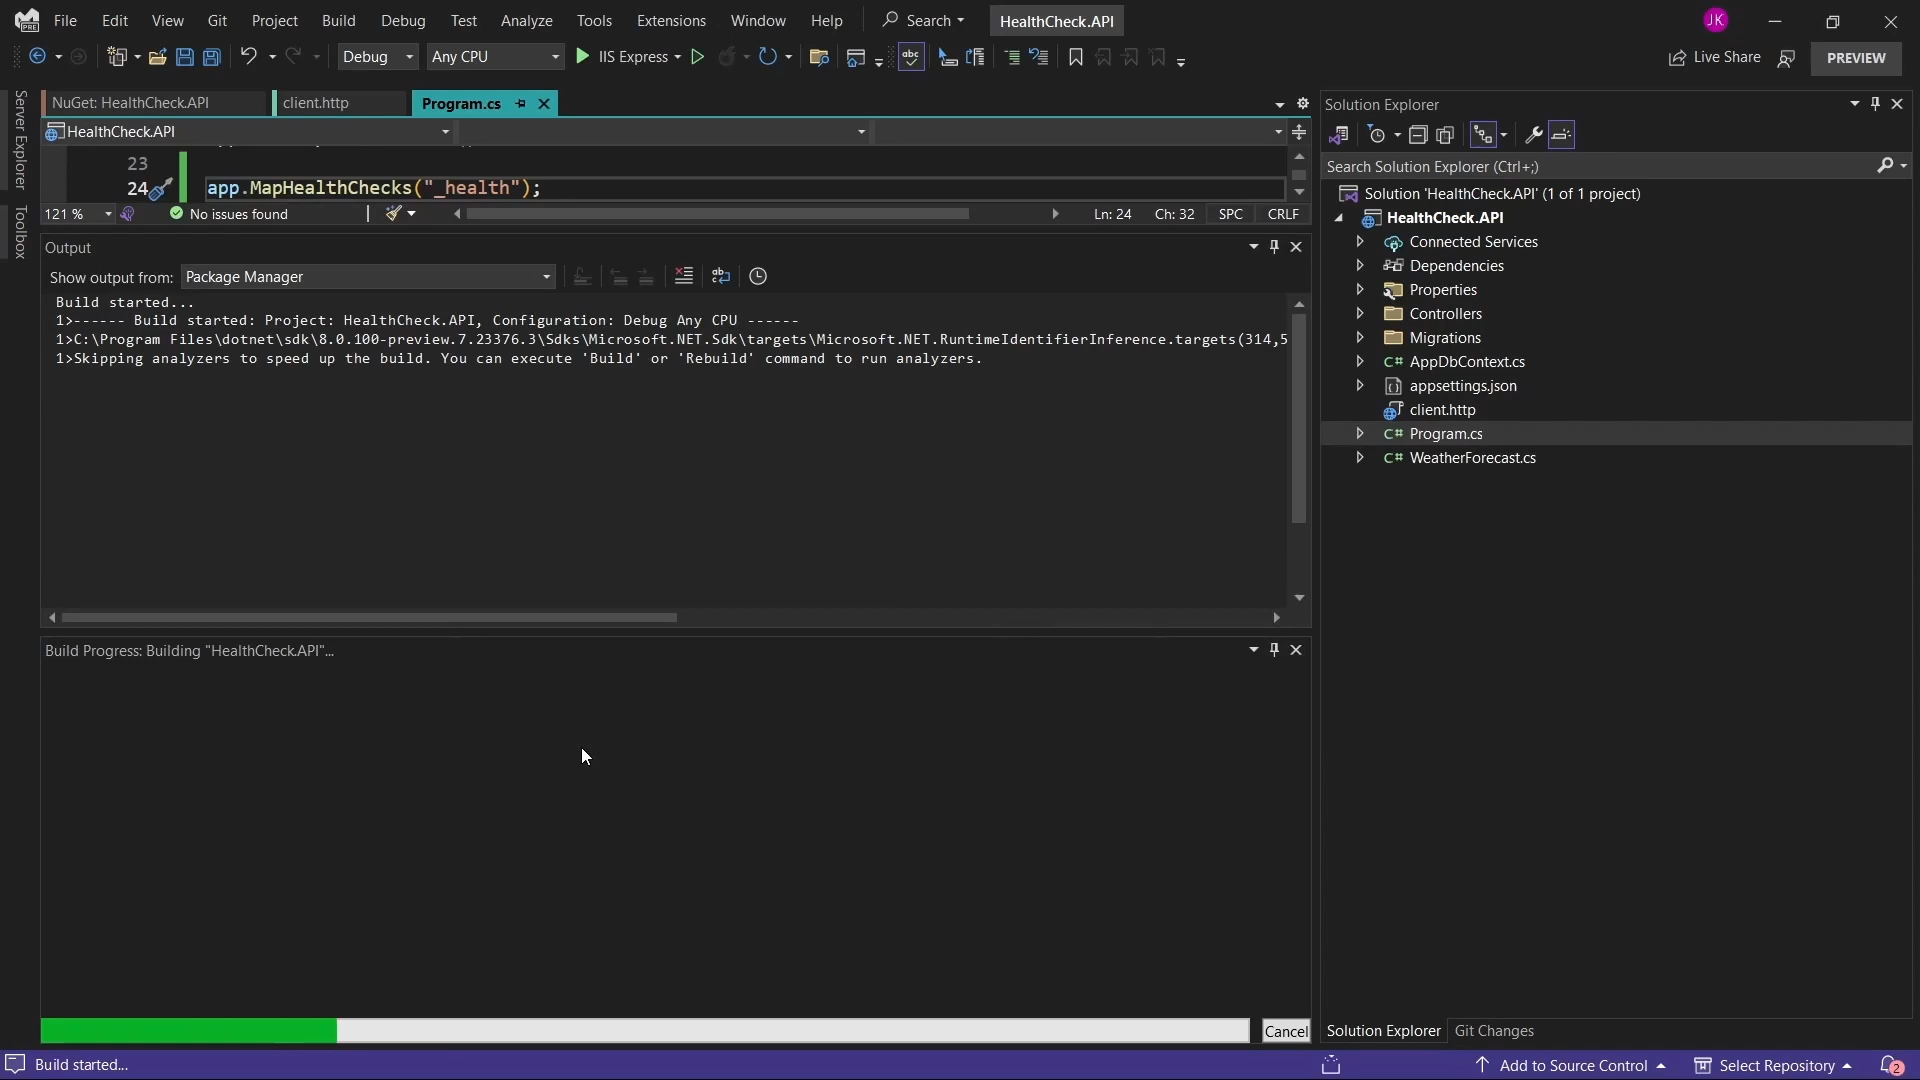 File Edit View Git Project Build Debug Test Analyze Tools Extensions Window Help Search HealthCheck.API JK
PRE
Debug Any CPU IIS Express abc Live Share PREVIEW
Server Explorer
Toolbox
NuGet: HealthCheck.API client.http Program.cs
HealthCheck.API
23
24 app.MapHealthChecks("_health");
121 % No issues found Ln: 24 Ch: 32 SPC CRLF
Output
Show output from: Package Manager
Build started...
1>------ Build started: Project: HealthCheck.API, Configuration: Debug Any CPU ------
1>C:\Program Files\dotnet\sdk\8.0.100-preview.7.23376.3\Sdks\Microsoft.NET.Sdk\targets\Microsoft.NET.RuntimeIdentifierInference.targets(314,5
1>Skipping analyzers to speed up the build. You can execute 'Build' or 'Rebuild' command to run analyzers.
Build Progress: Building "HealthCheck.API"...
Cancel
Solution Explorer
Search Solution Explorer (Ctrl+;)
Solution 'HealthCheck.API' (1 of 1 project)
HealthCheck.API
Connected Services
Dependencies
Properties
Controllers
Migrations
C# AppDbContext.cs
appsettings.json
client.http
C# Program.cs
C# WeatherForecast.cs
Solution Explorer Git Changes
Build started... Add to Source Control Select Repository 2